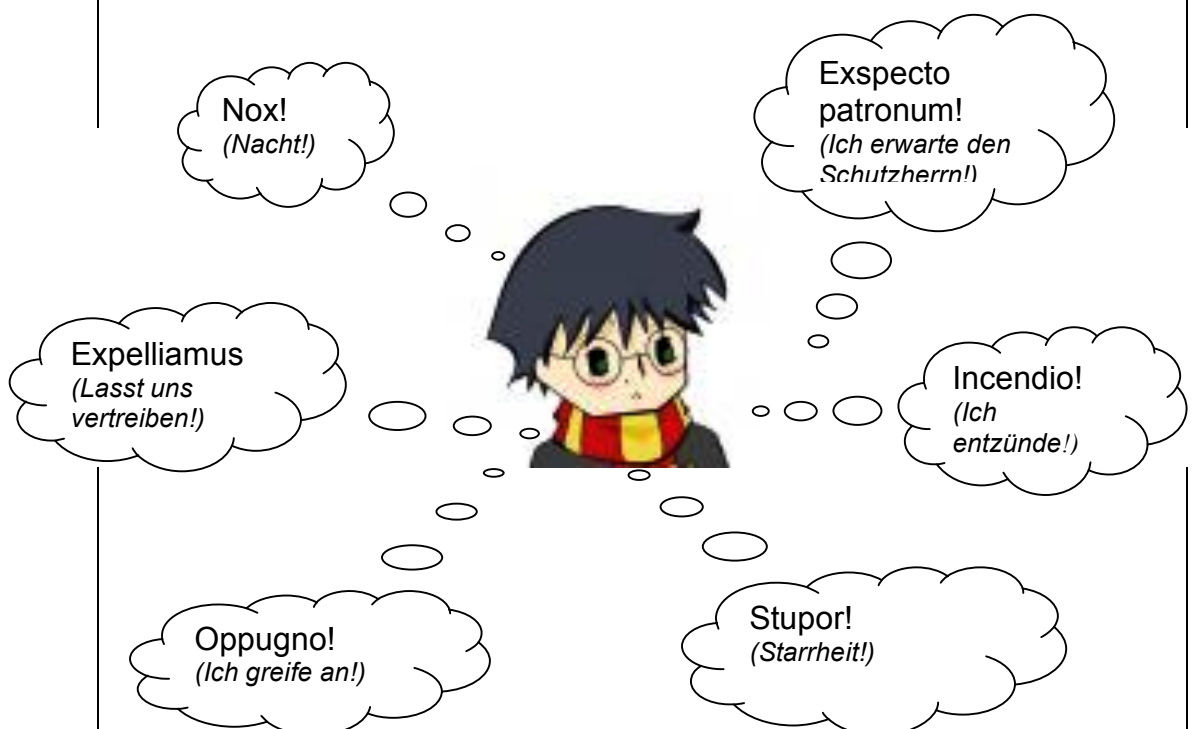 Nox!
(Nacht!)
Exspecto
patronum!
(Ich erwarte den
Schutzherrn!)
Expelliamus
(Lasst uns
vertreiben!)
Incendio!
(Ich
entzünde!)
Oppugno!
(Ich greife an!)
Stupor!
(Starrheit!)